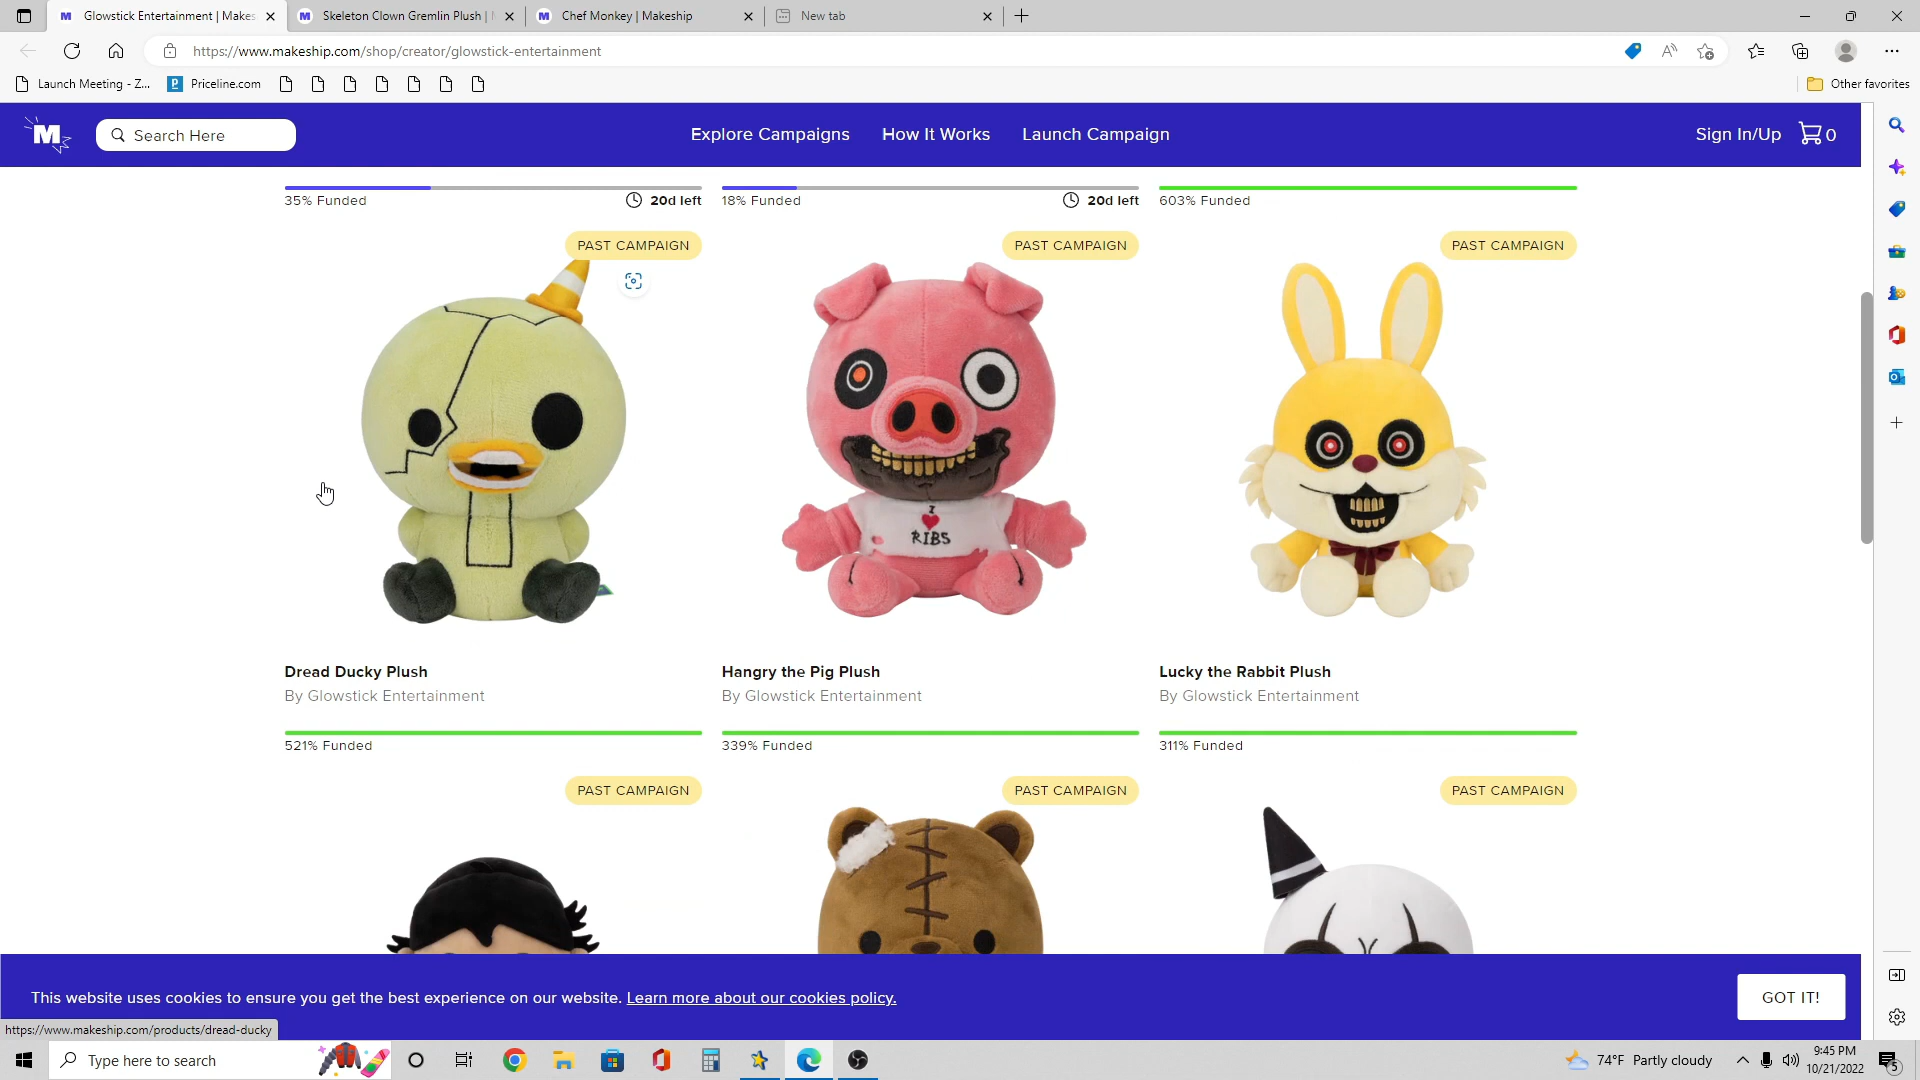 Glowstick Entertainment | Makes
Skeleton Clown Gremlin Plush |
Chef Monkey | Makeship
New tab
https://www.makeship.com/shop/creator/glowstick-entertainment
Launch Meeting - Z...
Priceline.com
Other favorites
M
Search Here
Explore Campaigns
How It Works
Launch Campaign
Sign In/Up
0
35% Funded
20d left
18% Funded
20d left
603% Funded
PAST CAMPAIGN
PAST CAMPAIGN
PAST CAMPAIGN
I
RIBS
Dread Ducky Plush
By Glowstick Entertainment
521% Funded
Hangry the Pig Plush
By Glowstick Entertainment
339% Funded
Lucky the Rabbit Plush
By Glowstick Entertainment
311% Funded
PAST CAMPAIGN
PAST CAMPAIGN
PAST CAMPAIGN
This website uses cookies to ensure you get the best experience on our website. Learn more about our cookies policy.
GOT IT!
https://www.makeship.com/products/dread-ducky
Type here to search
74°F Partly cloudy
9:45 PM
10/21/2022
5